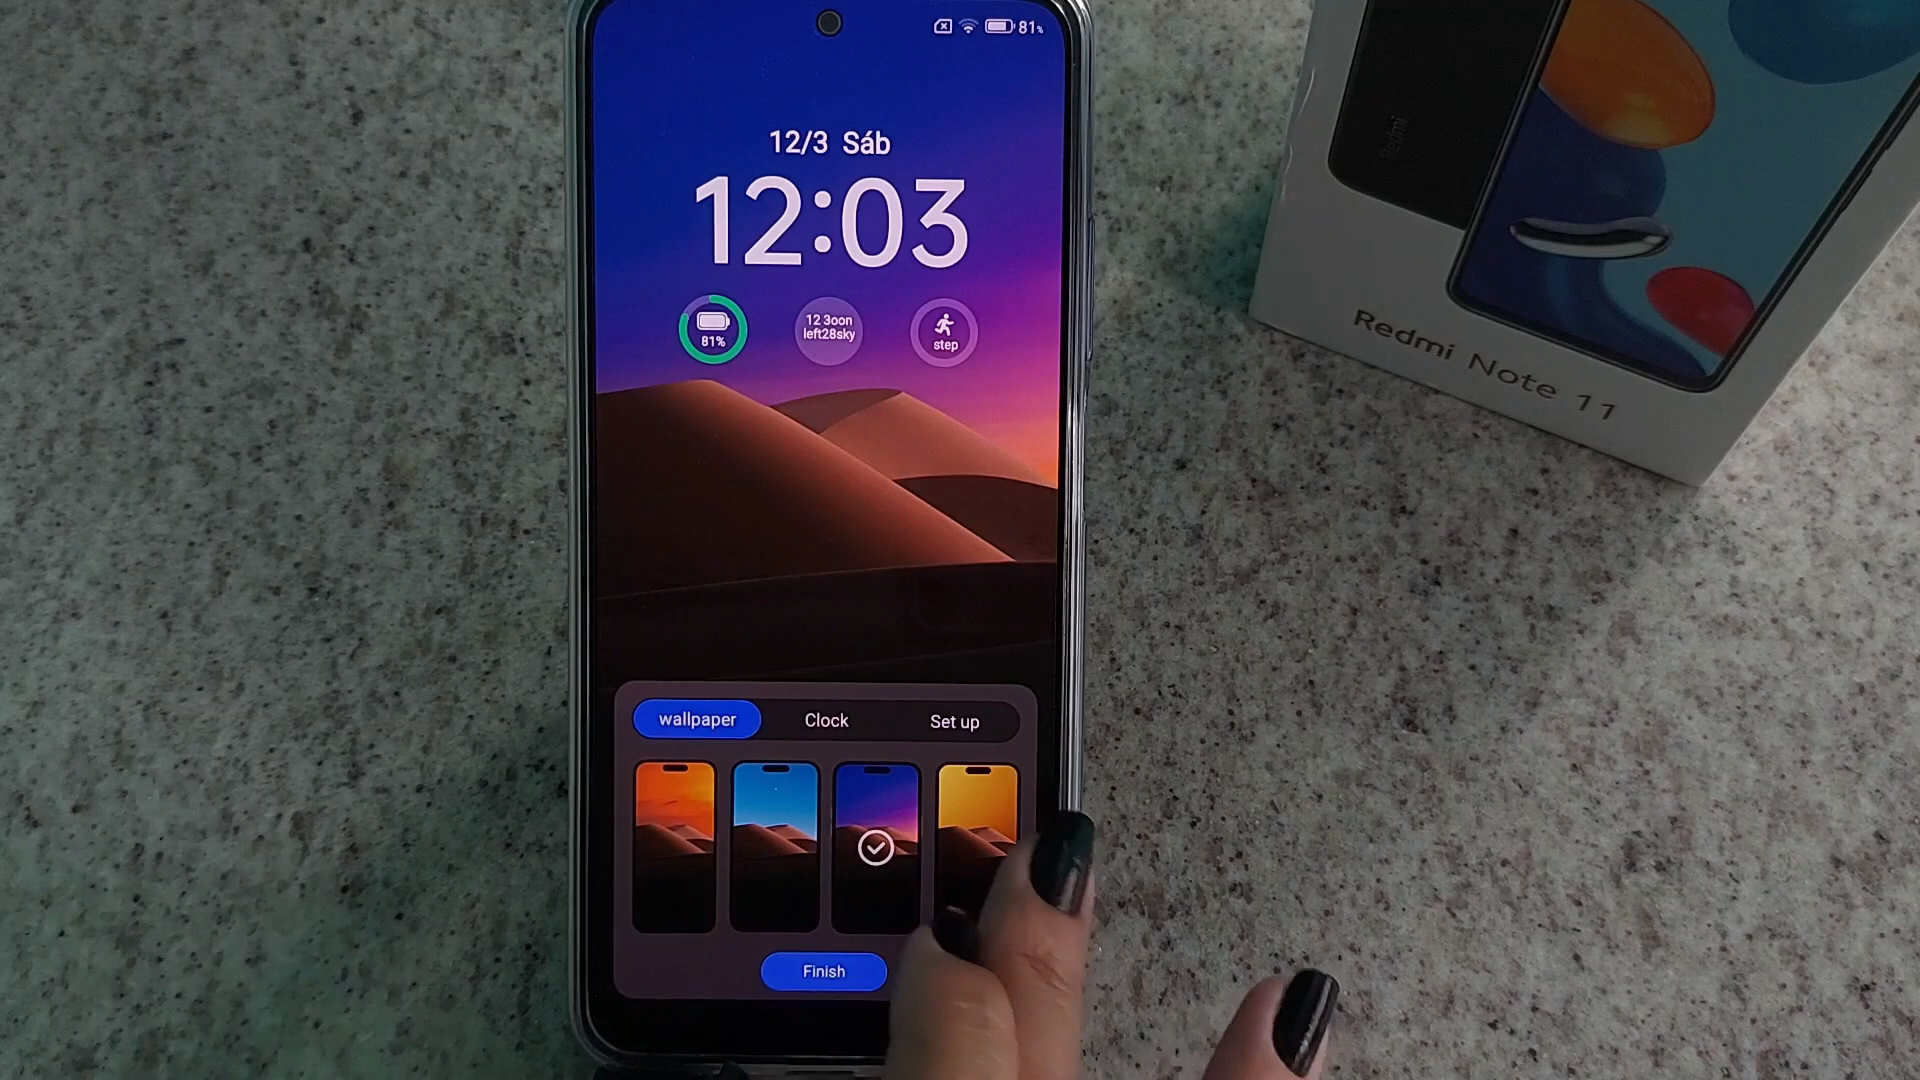 81%
12/3 Sáb
12:03
81%
12 3oon
left28sky
step
wallpaper
Clock
Set up
Finish
Redmi
Redmi Note 11